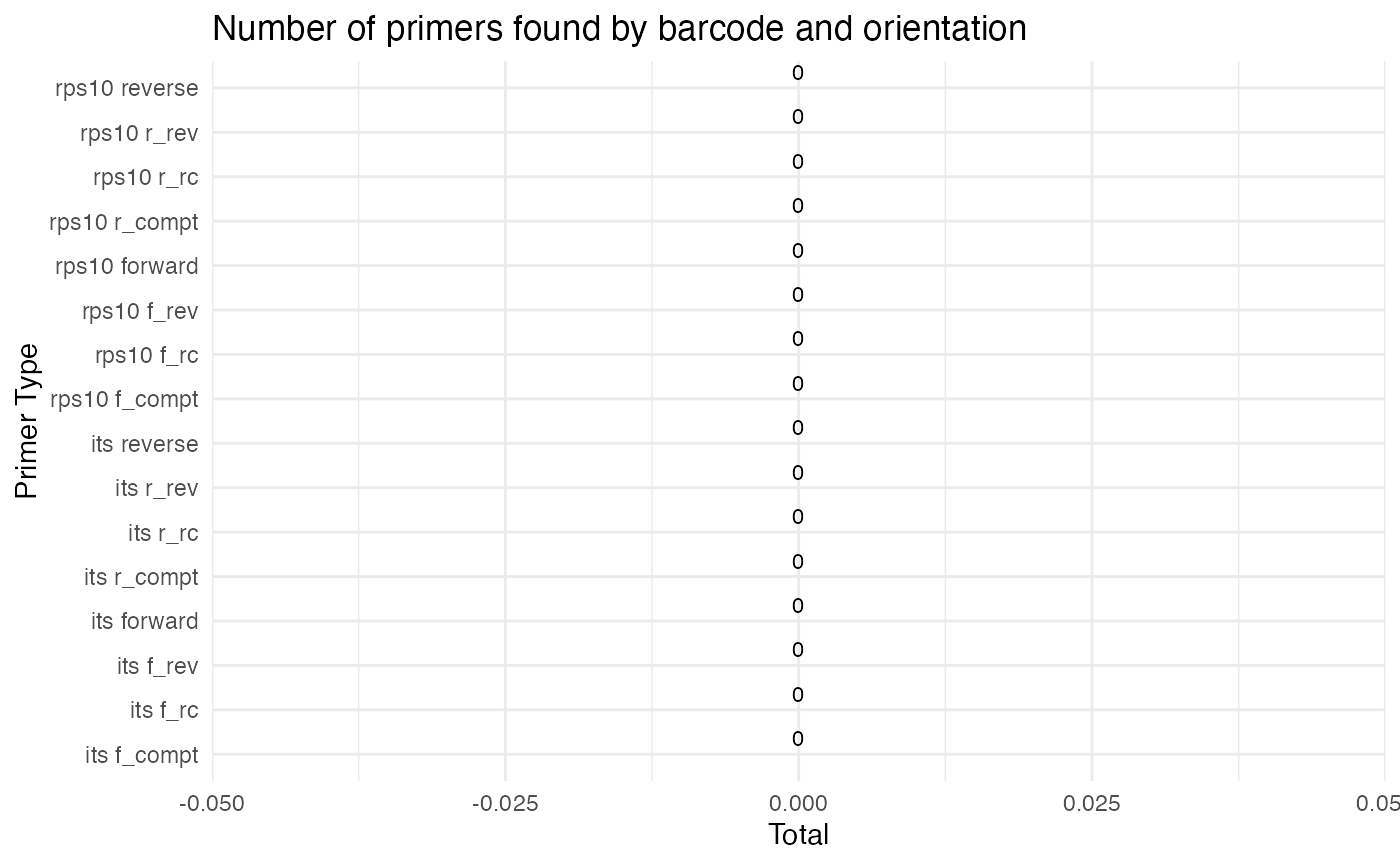 Number of primers found by barcode and orientation
rps10 reverse 0
rps10 r_rev 0
rps10 r_rc 0
rps10 r_compt 0
rps10 forward 0
rps10 f_rev 0
rps10 f_rc 0
rps10 f_compt 0
its reverse 0
its r_rev 0
its r_rc 0
its r_compt 0
its forward 0
its f_rev 0
its f_rc 0
its f_compt 0
Primer Type
-0.050 -0.025 0.000 0.025 0.05
Total